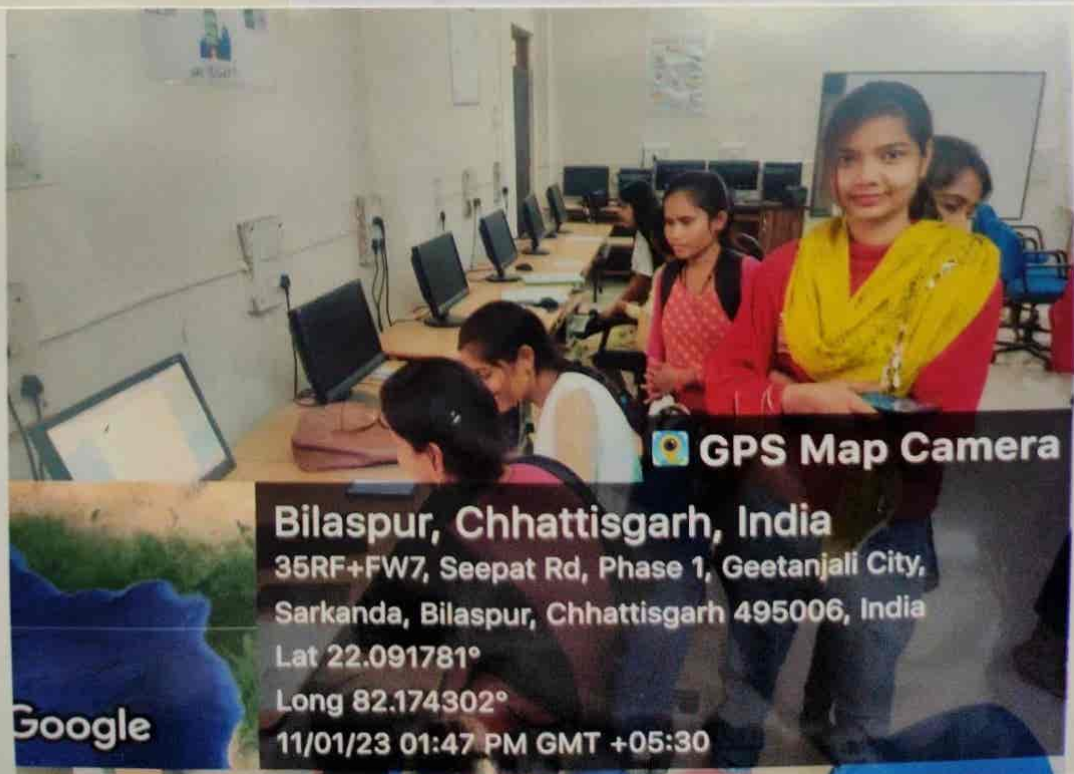 GPS Map Camera
Bilaspur, Chhattisgarh, India
35RF+FW7, Seepat Rd, Phase 1, Geetanjali City,
Sarkanda, Bilaspur, Chhattisgarh 495006, India
Lat 22.091781°
Long 82.174302°
11/01/23 01:47 PM GMT +05:30
Google